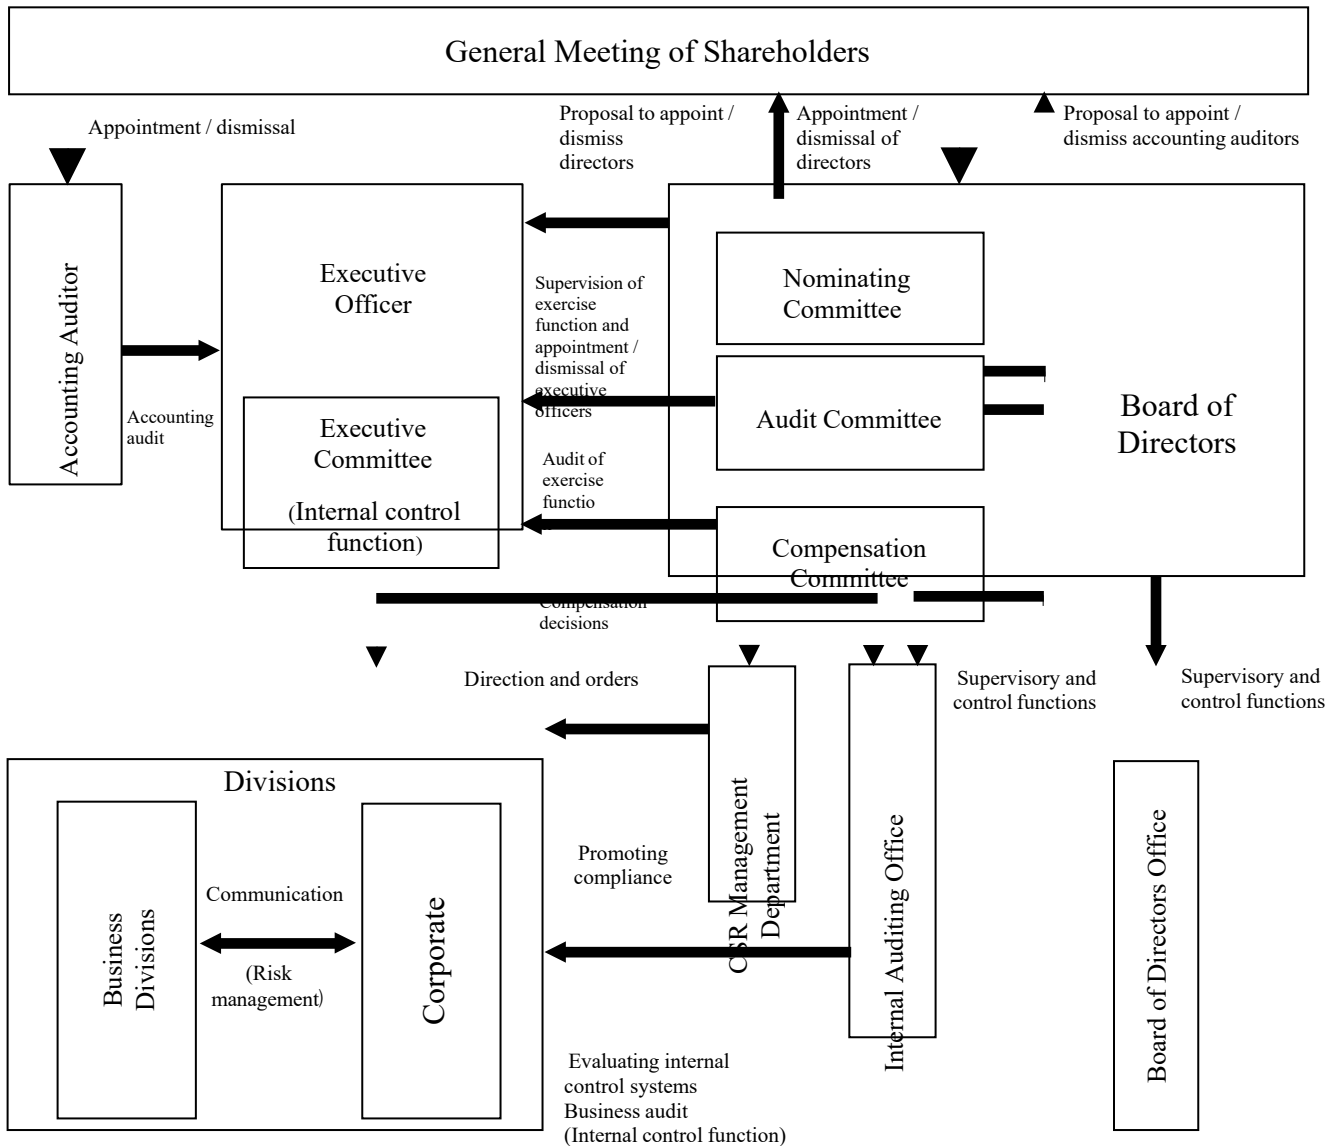 General Meeting of Shareholders
Appointment / dismissal
Proposal to appoint /
dismiss
directors
Appointment /
dismissal of
directors
Proposal to appoint /
dismiss accounting auditors
Accounting Auditor
Accounting
audit
Executive
Officer
Executive
Committee
(Internal control
function)
Supervision of
exercise
function and
appointment /
dismissal of
executive
officers
Audit of
exercise
functio
Compensation
decisions
Nominating
Committee
Audit Committee
Compensation
Committee
Board of
Directors
Direction and orders
Supervisory and
control functions
Supervisory and
control functions
Divisions
Business
Divisions
Communication
(Risk
management)
Corporate
Promoting
compliance
CSR Management
Department
Internal Auditing Office
Board of Directors Office
Evaluating internal
control systems
Business audit
(Internal control function)